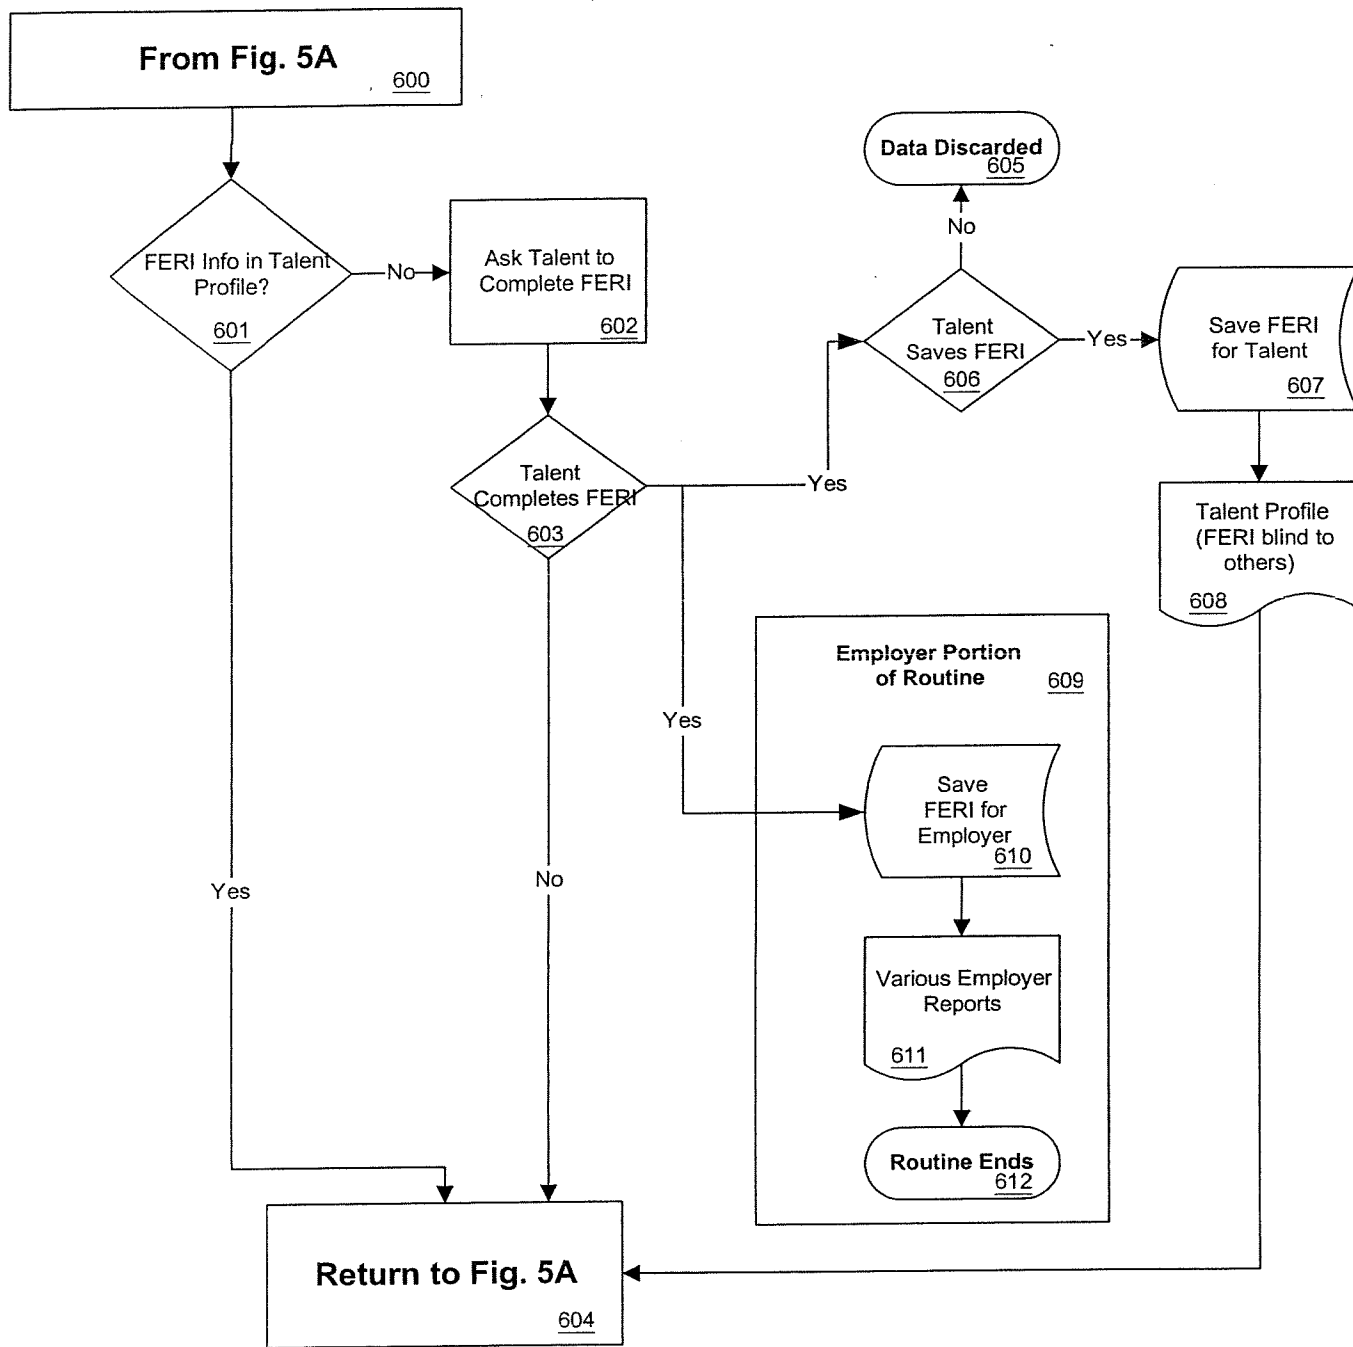 From Fig. 5A
600
FERI Info in Talent
Profile?
601
No
Ask Talent to
Complete FERI
602
Talent
Completes FERI
603
Yes
Data Discarded
605
No
Talent
Saves FERI
606
Yes
Save FERI
for Talent
607
Talent Profile
(FERI blind to
others)
608
Employer Portion
of Routine
609
Yes
Save
FERI for
Employer
610
Various Employer
Reports
611
Routine Ends
612
Yes
No
Return to Fig. 5A
604